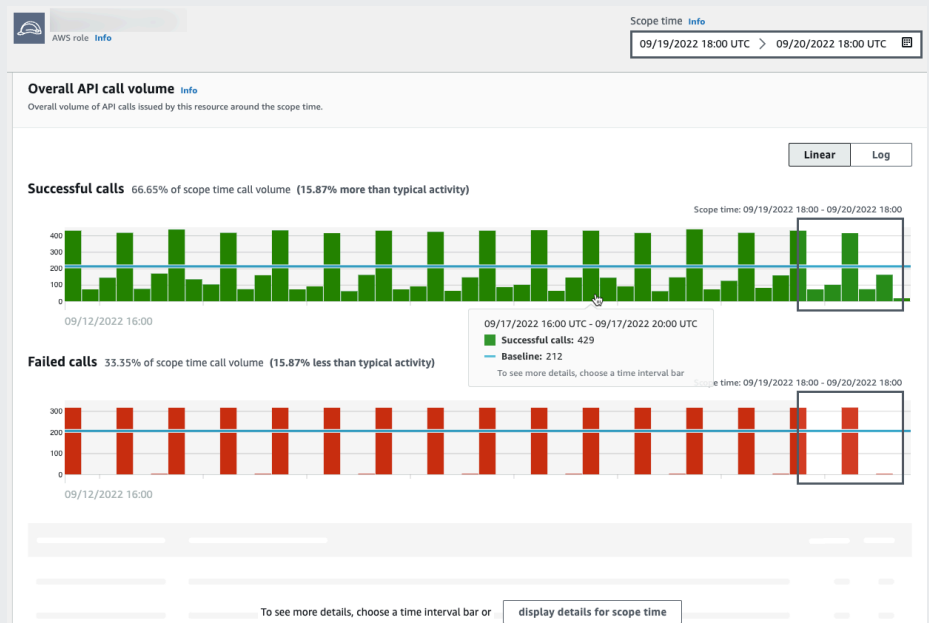 AWS role Info
Scope time Info
09/19/2022 18:00 UTC > 09/20/2022 18:00 UTC
Overall API call volume Info
Overall volume of API calls issued by this resource around the scope time.
Linear Log
Successful calls 66.65% of scope time call volume (15.87% more than typical activity)
Scope time: 09/19/2022 18:00 - 09/20/2022 18:00
400
300
200
100
0
09/12/2022 16:00
09/17/2022 16:00 UTC - 09/17/2022 20:00 UTC
Successful calls: 429
Baseline: 212
To see more details, choose a time interval bar
Failed calls 33.35% of scope time call volume (15.87% less than typical activity)
e time: 09/19/2022 18:00 - 09/20/2022 18:00
300
200
100
0
09/12/2022 16:00
To see more details, choose a time interval bar or display details for scope time